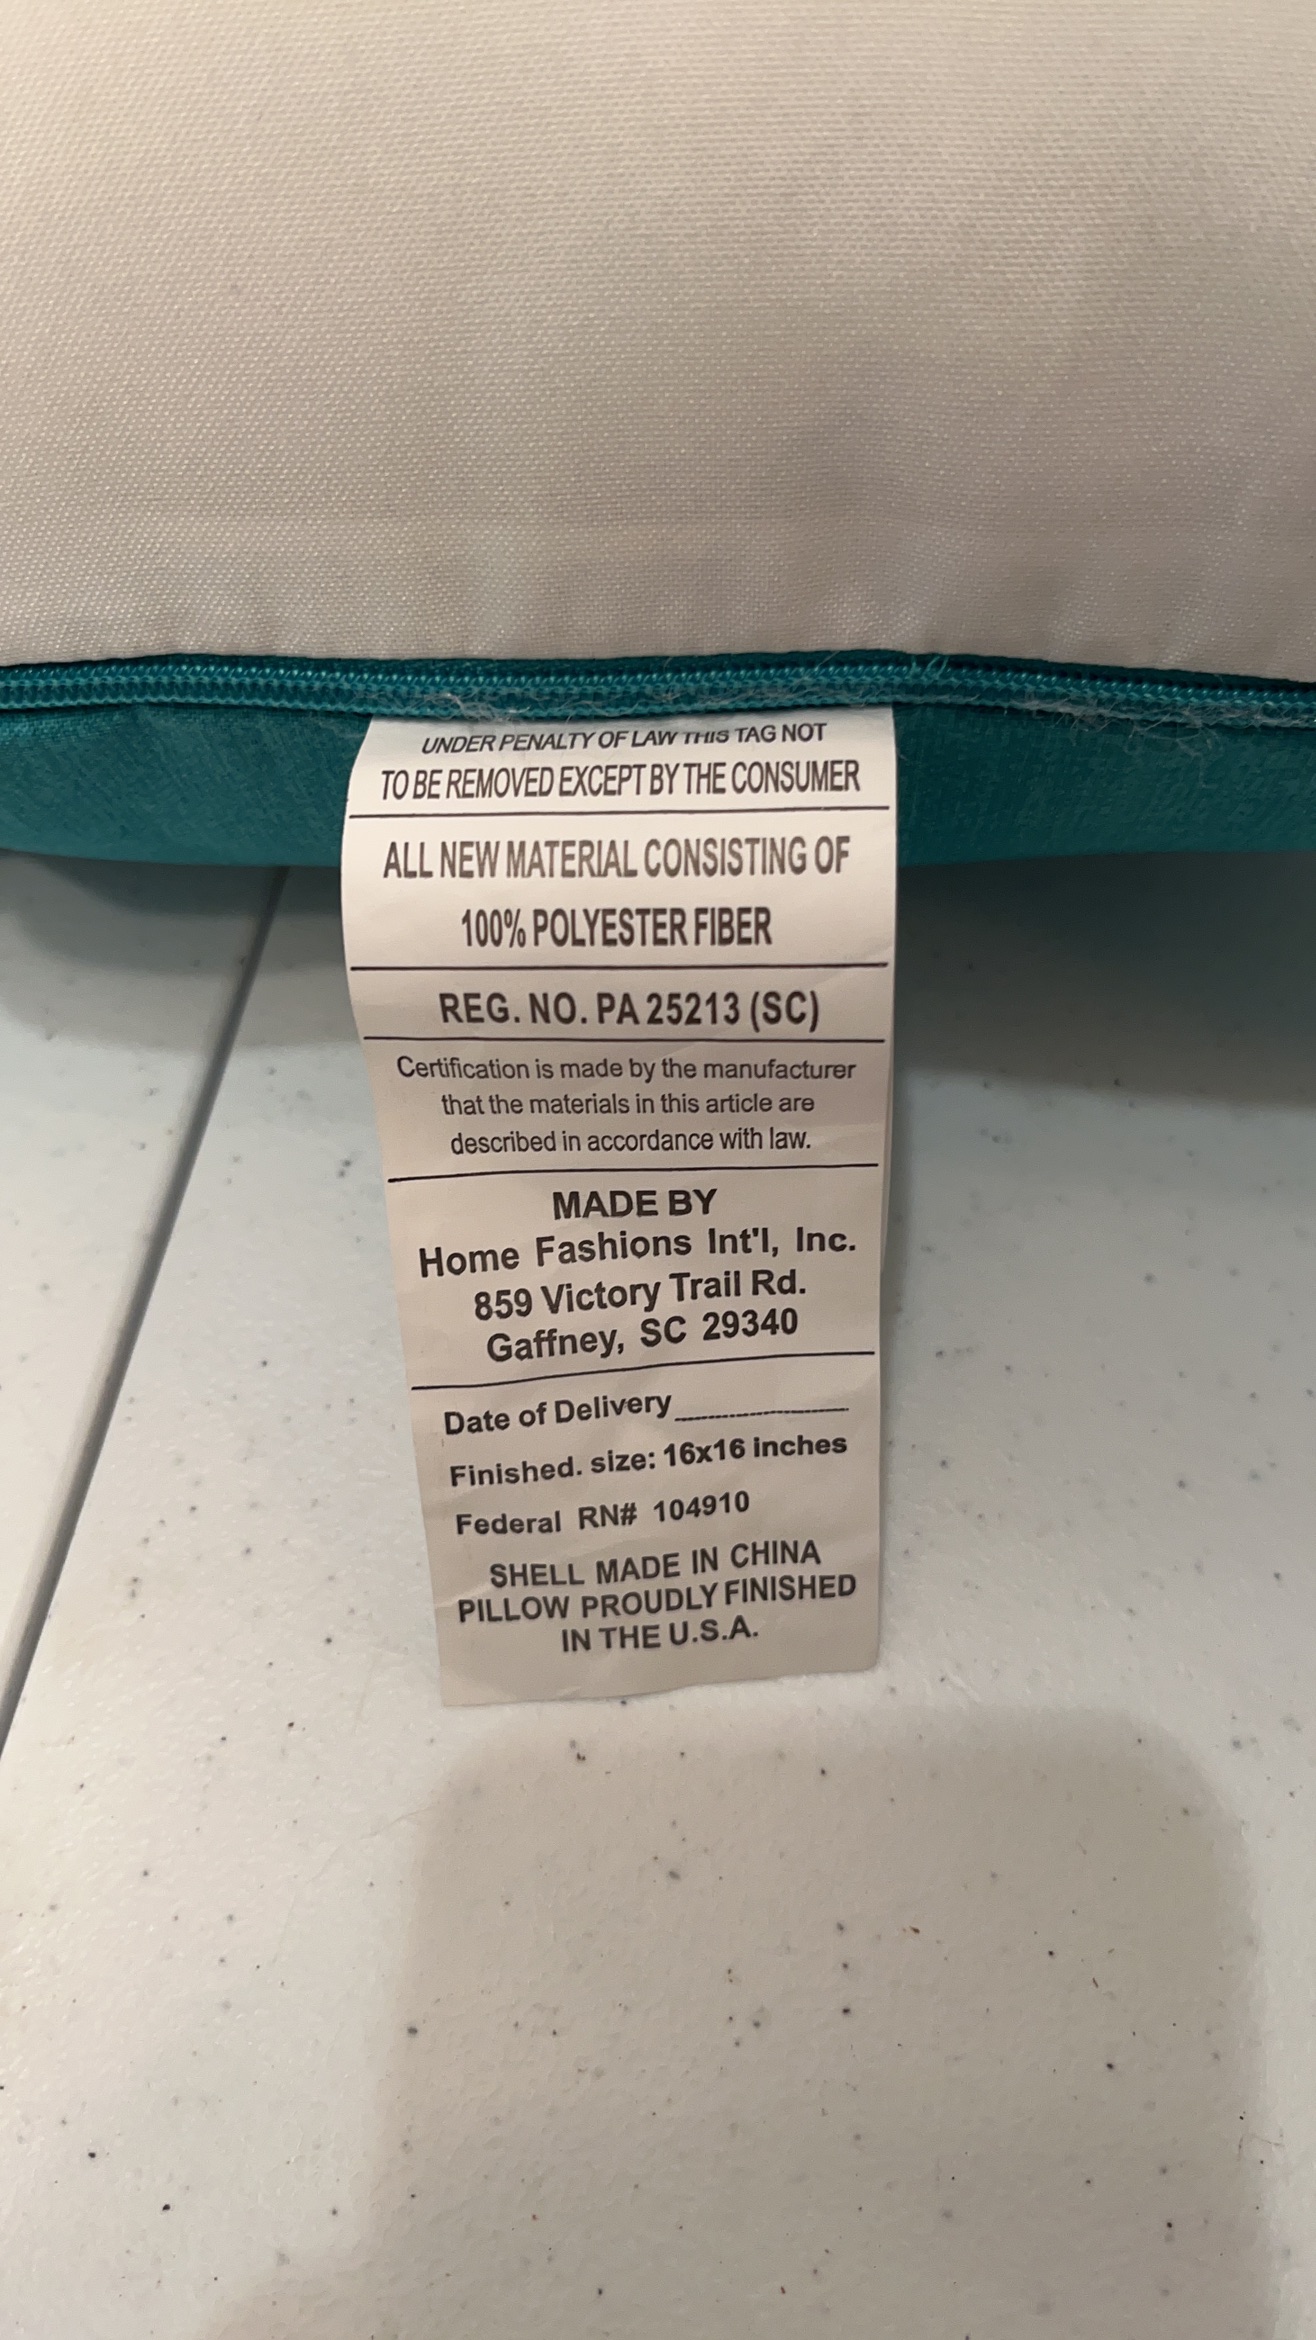 UNDER PENALTY OF LAW THIS TAG NOT
TO BE REMOVED EXCEPT BY THE CONSUMER
ALL NEW MATERIAL CONSISTING OF
100% POLYESTER FIBER
REG. NO. PA 25213 (SC)
Certification is made by the manufacturer
that the materials in this article are
described in accordance with law.
MADE BY
Home Fashions Int'l, Inc.
859 Victory Trail Rd.
Gaffney, SC 29340
Date of Delivery
Finished. size: 16x16 inches
Federal RN# 104910
SHELL MADE IN CHINA
PILLOW PROUDLY FINISHED
IN THE U.S.A.